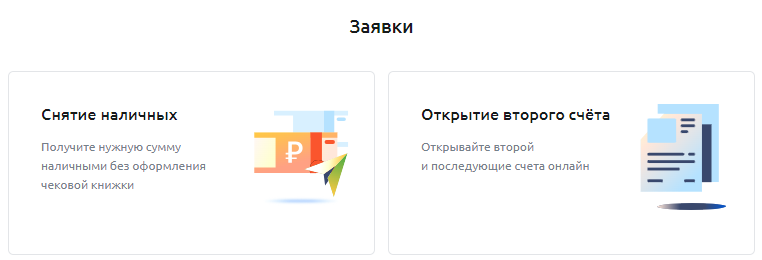 Заявки
Снятие наличных
Получите нужную сумму
наличными без оформления
чековой книжки
₽
Открытие второго счёта
Открывайте второй
и последующие счета онлайн